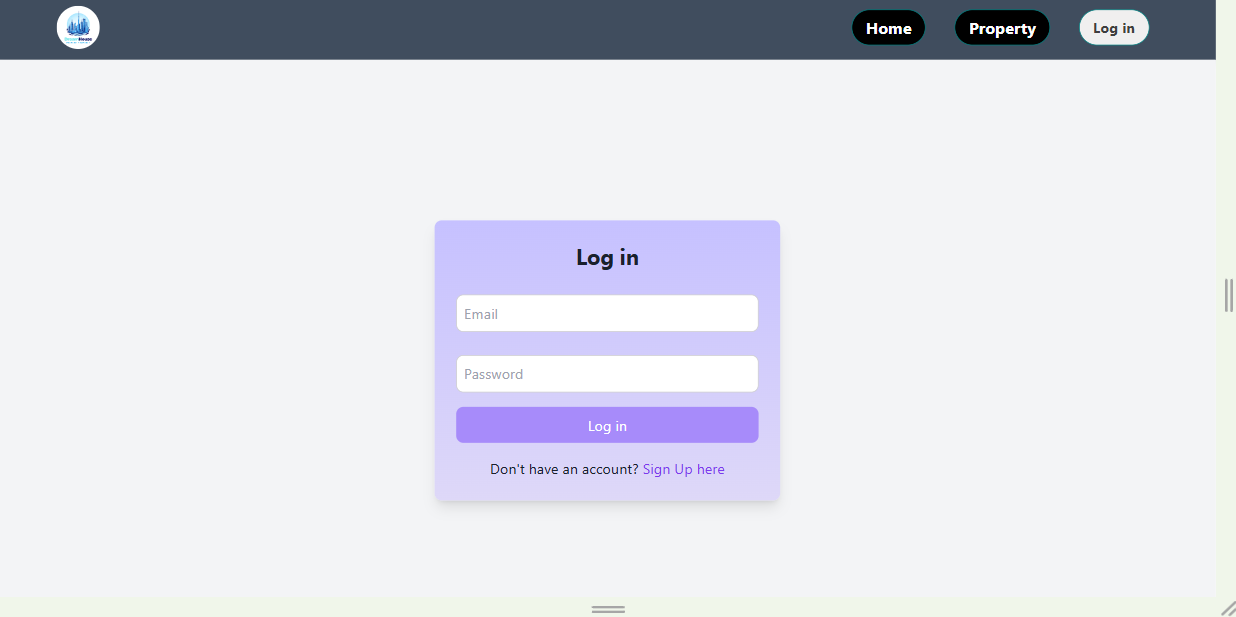 Home
Property
Log in
Log in
Email
Password
Log in
Don't have an account? Sign Up here